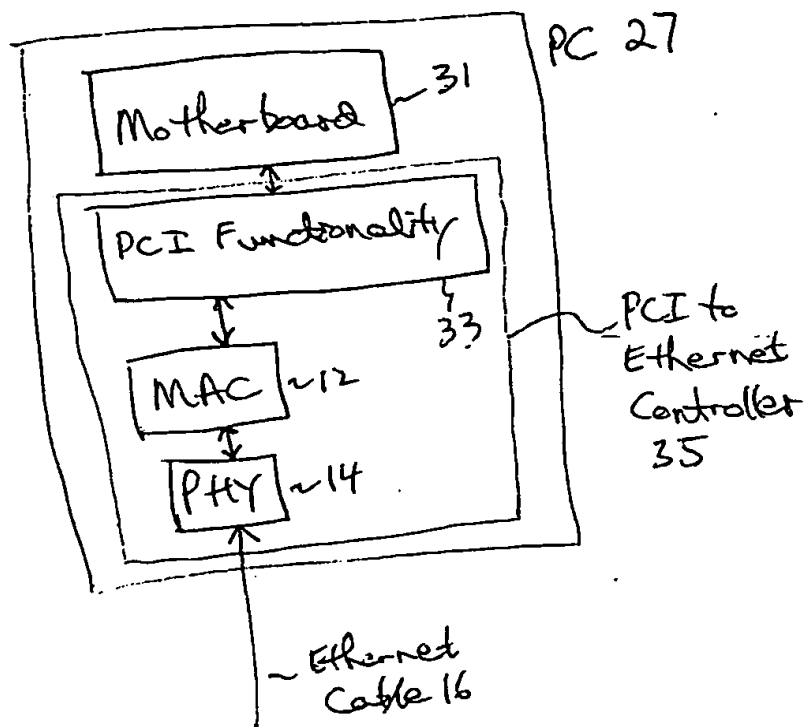 PC 27
31
Motherboard
PCI Functionality
33
PCI to
Ethernet
Controller
35
MAC ~12
PHY ~14
~ Ethernet
Cable 16